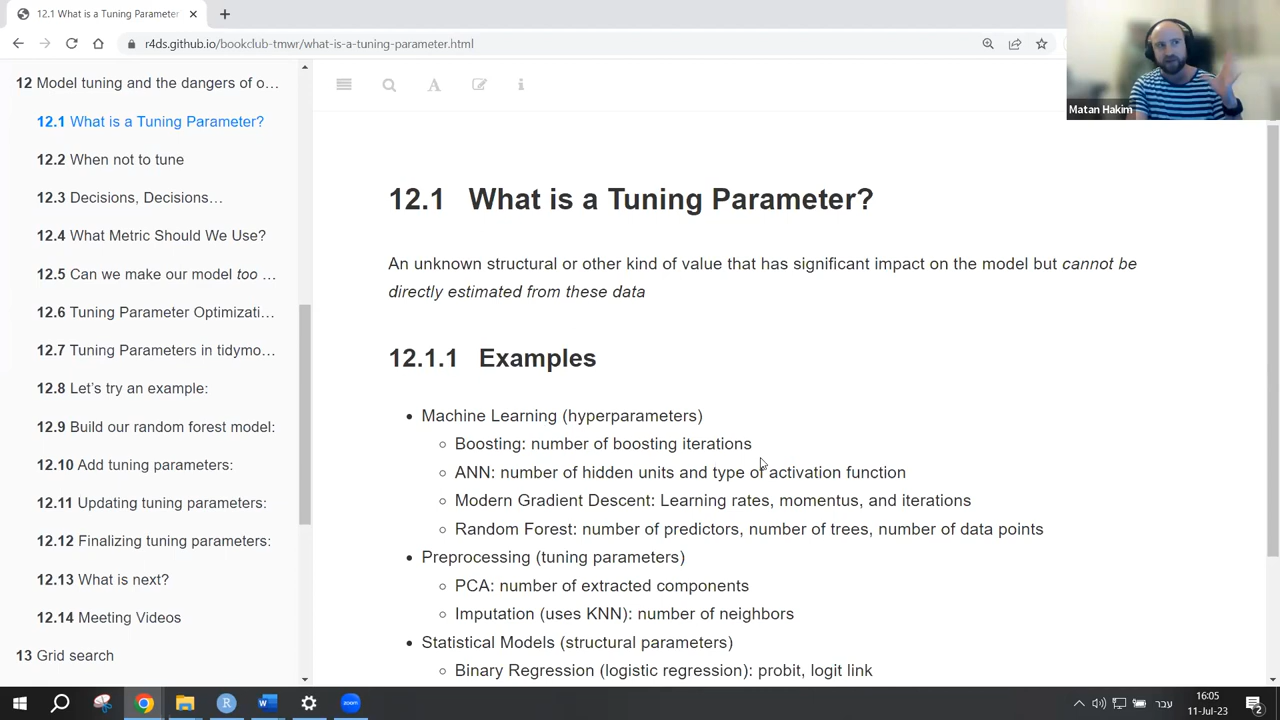 12.1 What is a Tuning Parameter
r4ds.github.io/bookclub-tmwr/what-is-a-tuning-parameter.html
Matan Hakim
12 Model tuning and the dangers of o…
12.1 What is a Tuning Parameter?
12.2 When not to tune
12.3 Decisions, Decisions…
12.4 What Metric Should We Use?
12.5 Can we make our model too …
12.6 Tuning Parameter Optimizati…
12.7 Tuning Parameters in tidymo…
12.8 Let’s try an example:
12.9 Build our random forest model:
12.10 Add tuning parameters:
12.11 Updating tuning parameters:
12.12 Finalizing tuning parameters:
12.13 What is next?
12.14 Meeting Videos
13 Grid search
12.1 What is a Tuning Parameter?
An unknown structural or other kind of value that has significant impact on the model but cannot be
directly estimated from these data
12.1.1 Examples
• Machine Learning (hyperparameters)
◦ Boosting: number of boosting iterations
◦ ANN: number of hidden units and type of activation function
◦ Modern Gradient Descent: Learning rates, momentus, and iterations
◦ Random Forest: number of predictors, number of trees, number of data points
• Preprocessing (tuning parameters)
◦ PCA: number of extracted components
◦ Imputation (uses KNN): number of neighbors
• Statistical Models (structural parameters)
◦ Binary Regression (logistic regression): probit, logit link
zoom
עבר
16:05
11-Jul-23
2